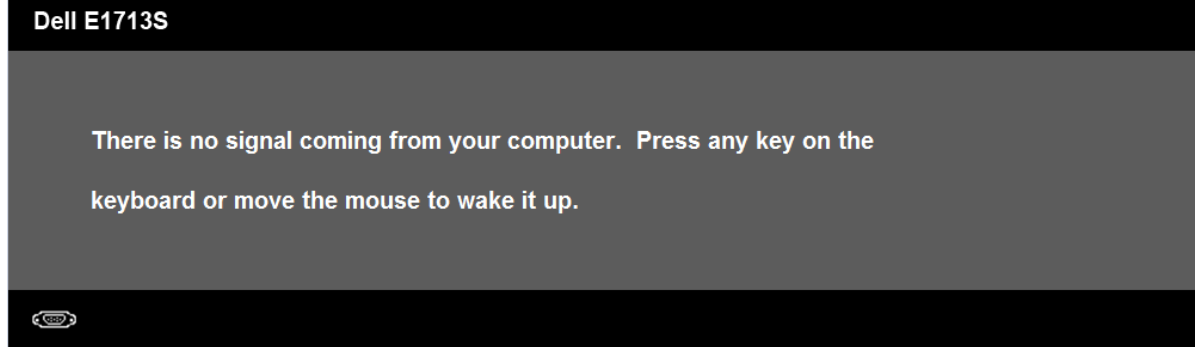 Dell E1713S
There is no signal coming from your computer.  Press any key on the
keyboard or move the mouse to wake it up.